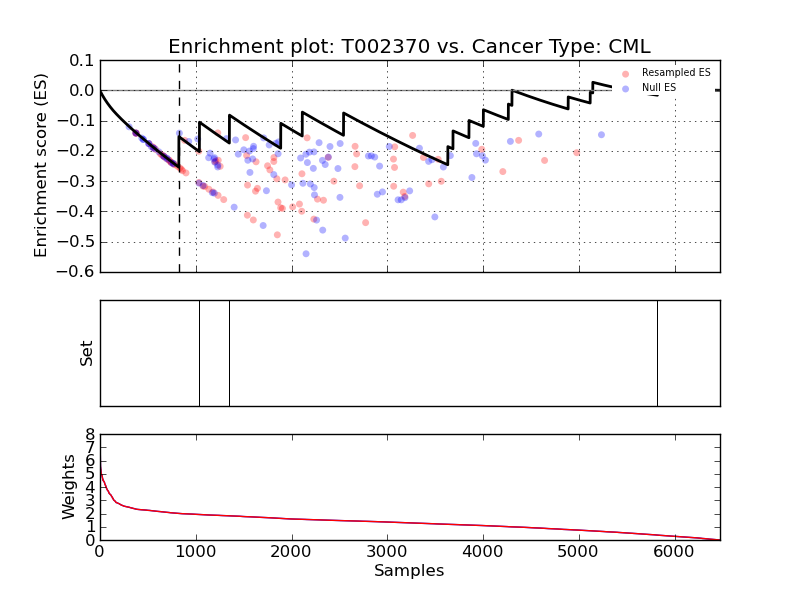 Enrichment plot: T002370 vs. Cancer Type: CML
0.1
0.0
−0.1
−0.2
−0.3
−0.4
−0.5
−0.6
Enrichment score (ES)
Resampled ES
Null ES
Set
8
7
6
5
4
3
2
1
0
Weights
0 1000 2000 3000 4000 5000 6000
Samples